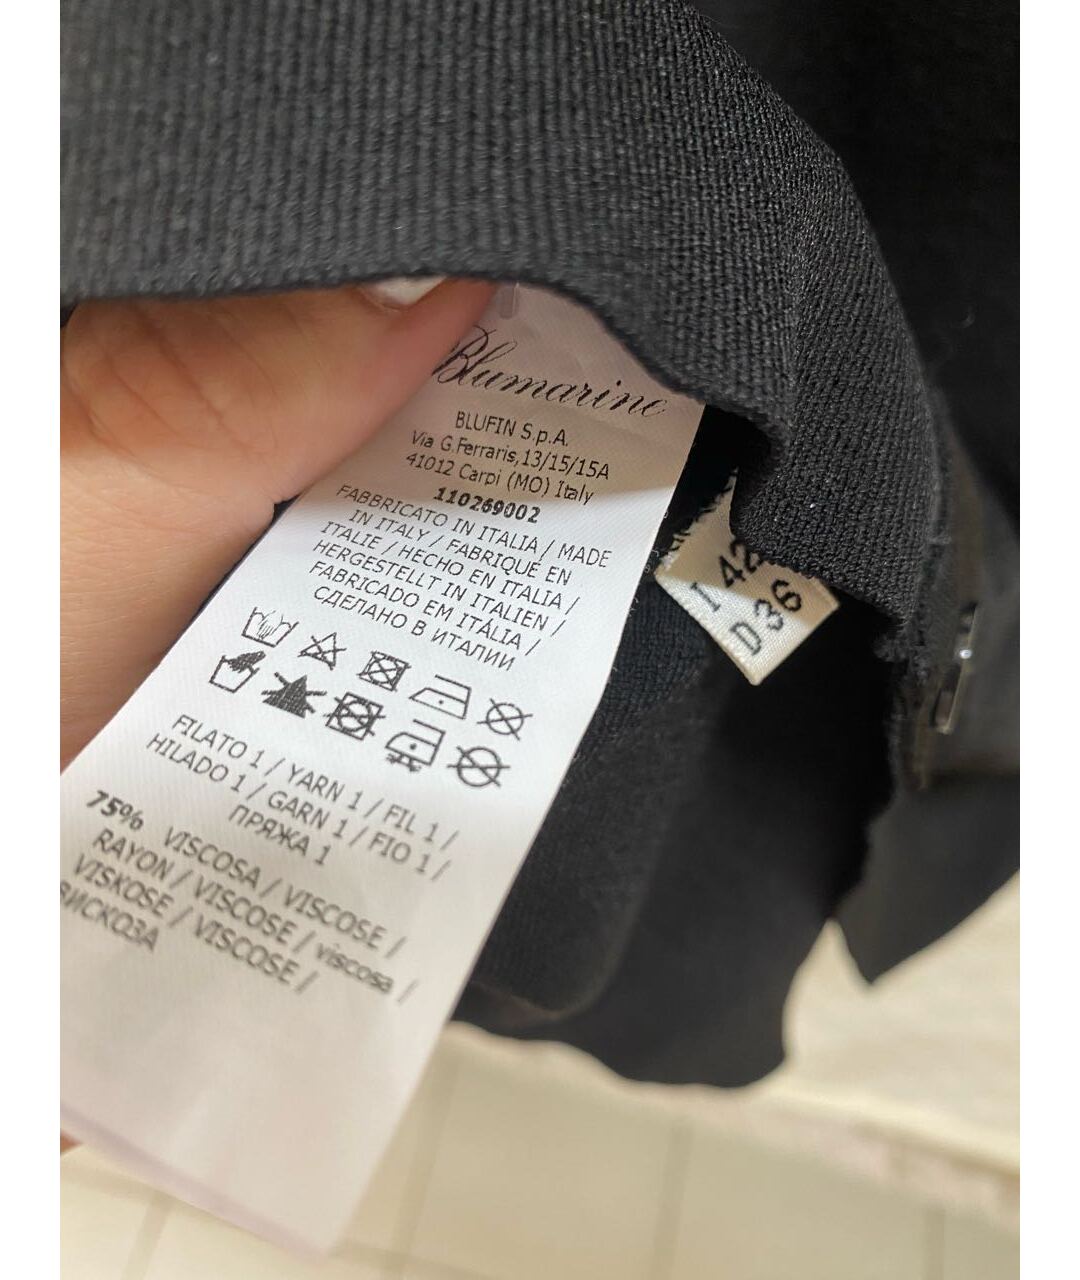 Blumarine
BLUFIN S.p.A.
Via G.Ferraris,13/15/15A
41012 Carpi (MO) Italy
110269002
FABBRICATO IN ITALIA / MADE
IN ITALY / FABRIQUÉ EN
ITALIE / HECHO EN ITALIA /
HERGESTELLT IN ITALIEN /
FABRICADO EM ITÁLIA /
СДЕЛАНО В ИТАЛИИ
FILATO 1 / YARN 1 / FIL 1 /
HILADO 1 / GARN 1 / FIO 1 /
ПРЯЖА 1
75% VISCOSA / VISCOSE /
RAYON / VISCOSE / viscosa /
VISKOSE / VISCOSE /
ВИСКОЗА
I 42
D 36